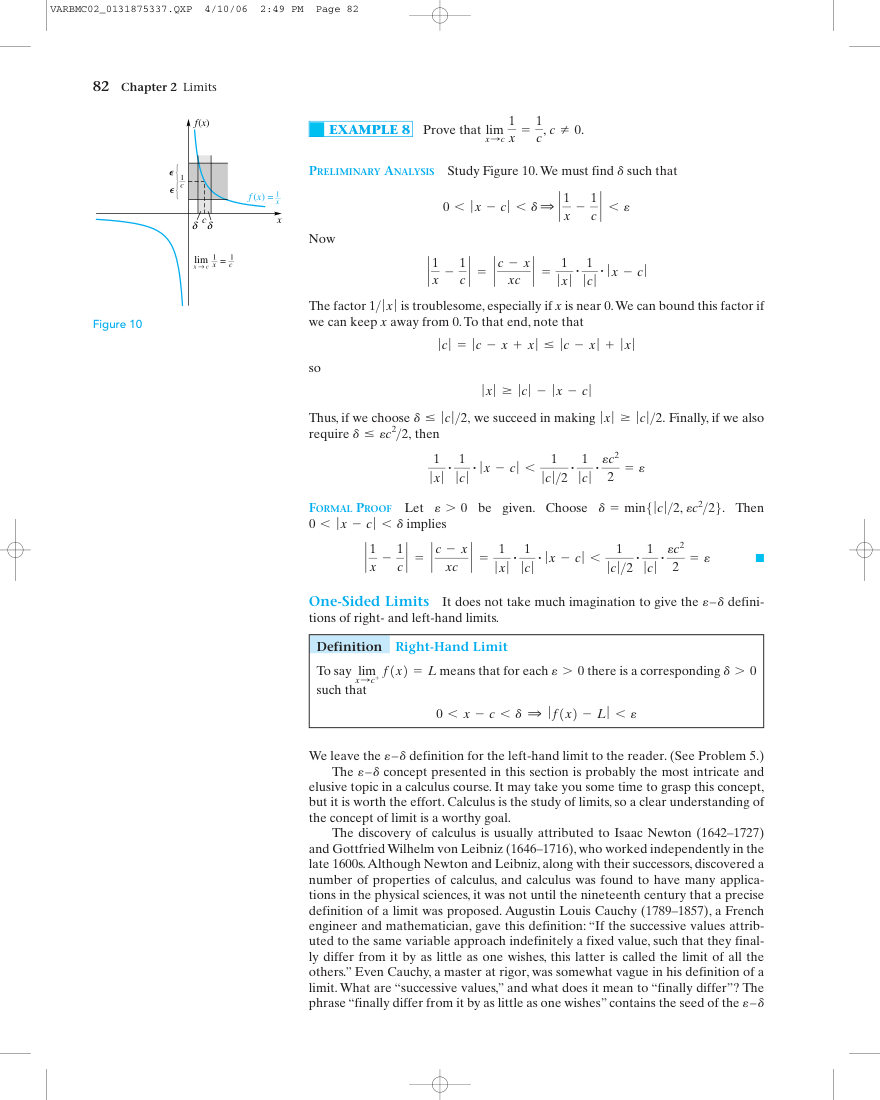 VARBMC02_0131875337.QXP 4/10/06 2:49 PM Page 82
82 Chapter 2 Limits
f(x)
ϵ
ϵ
1/c
f(x) = 1/x
δ c δ
x
lim x→c 1/x = 1/c
Figure 10
EXAMPLE 8 Prove that lim x→c 1/x = 1/c, c ≠ 0.
PRELIMINARY ANALYSIS Study Figure 10. We must find δ such that
0 < |x − c| < δ ⇒ |1/x − 1/c| < ε
Now
|1/x − 1/c| = |(c − x)/xc| = 1/|x| · 1/|c| · |x − c|
The factor 1/|x| is troublesome, especially if x is near 0. We can bound this factor if
we can keep x away from 0. To that end, note that
|c| = |c − x + x| ≤ |c − x| + |x|
so
|x| ≥ |c| − |x − c|
Thus, if we choose δ ≤ |c|/2, we succeed in making |x| ≥ |c|/2. Finally, if we also
require δ ≤ εc²/2, then
1/|x| · 1/|c| · |x − c| < 1/(|c|/2) · 1/|c| · εc²/2 = ε
FORMAL PROOF Let ε > 0 be given. Choose δ = min{|c|/2, εc²/2}. Then
0 < |x − c| < δ implies
|1/x − 1/c| = |(c − x)/xc| = 1/|x| · 1/|c| · |x − c| < 1/(|c|/2) · 1/|c| · εc²/2 = ε
One-Sided Limits It does not take much imagination to give the ε–δ defini-
tions of right- and left-hand limits.
Definition Right-Hand Limit
To say lim x→c⁺ f(x) = L means that for each ε > 0 there is a corresponding δ > 0
such that
0 < x − c < δ ⇒ |f(x) − L| < ε
We leave the ε–δ definition for the left-hand limit to the reader. (See Problem 5.)
The ε–δ concept presented in this section is probably the most intricate and
elusive topic in a calculus course. It may take you some time to grasp this concept,
but it is worth the effort. Calculus is the study of limits, so a clear understanding of
the concept of limit is a worthy goal.
The discovery of calculus is usually attributed to Isaac Newton (1642–1727)
and Gottfried Wilhelm von Leibniz (1646–1716), who worked independently in the
late 1600s. Although Newton and Leibniz, along with their successors, discovered a
number of properties of calculus, and calculus was found to have many applica-
tions in the physical sciences, it was not until the nineteenth century that a precise
definition of a limit was proposed. Augustin Louis Cauchy (1789–1857), a French
engineer and mathematician, gave this definition: “If the successive values attrib-
uted to the same variable approach indefinitely a fixed value, such that they final-
ly differ from it by as little as one wishes, this latter is called the limit of all the
others.” Even Cauchy, a master at rigor, was somewhat vague in his definition of a
limit. What are “successive values,” and what does it mean to “finally differ”? The
phrase “finally differ from it by as little as one wishes” contains the seed of the ε–δ